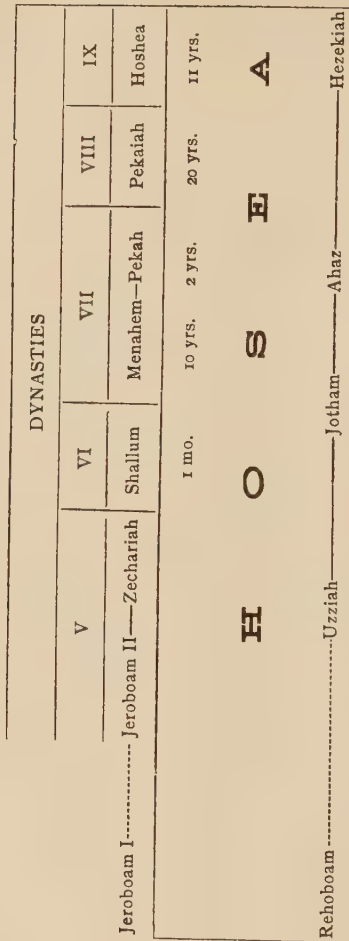 DYNASTIES
V VI VII VIII IX
Jeroboam I---------- Jeroboam II——Zechariah Shallum Menahem—Pekah Pekaiah Hoshea
1 mo. 10 yrs. 2 yrs. 20 yrs. 11 yrs.
H O S E A
Rehoboam ----------Uzziah———Jotham———Ahaz———Hezekiah